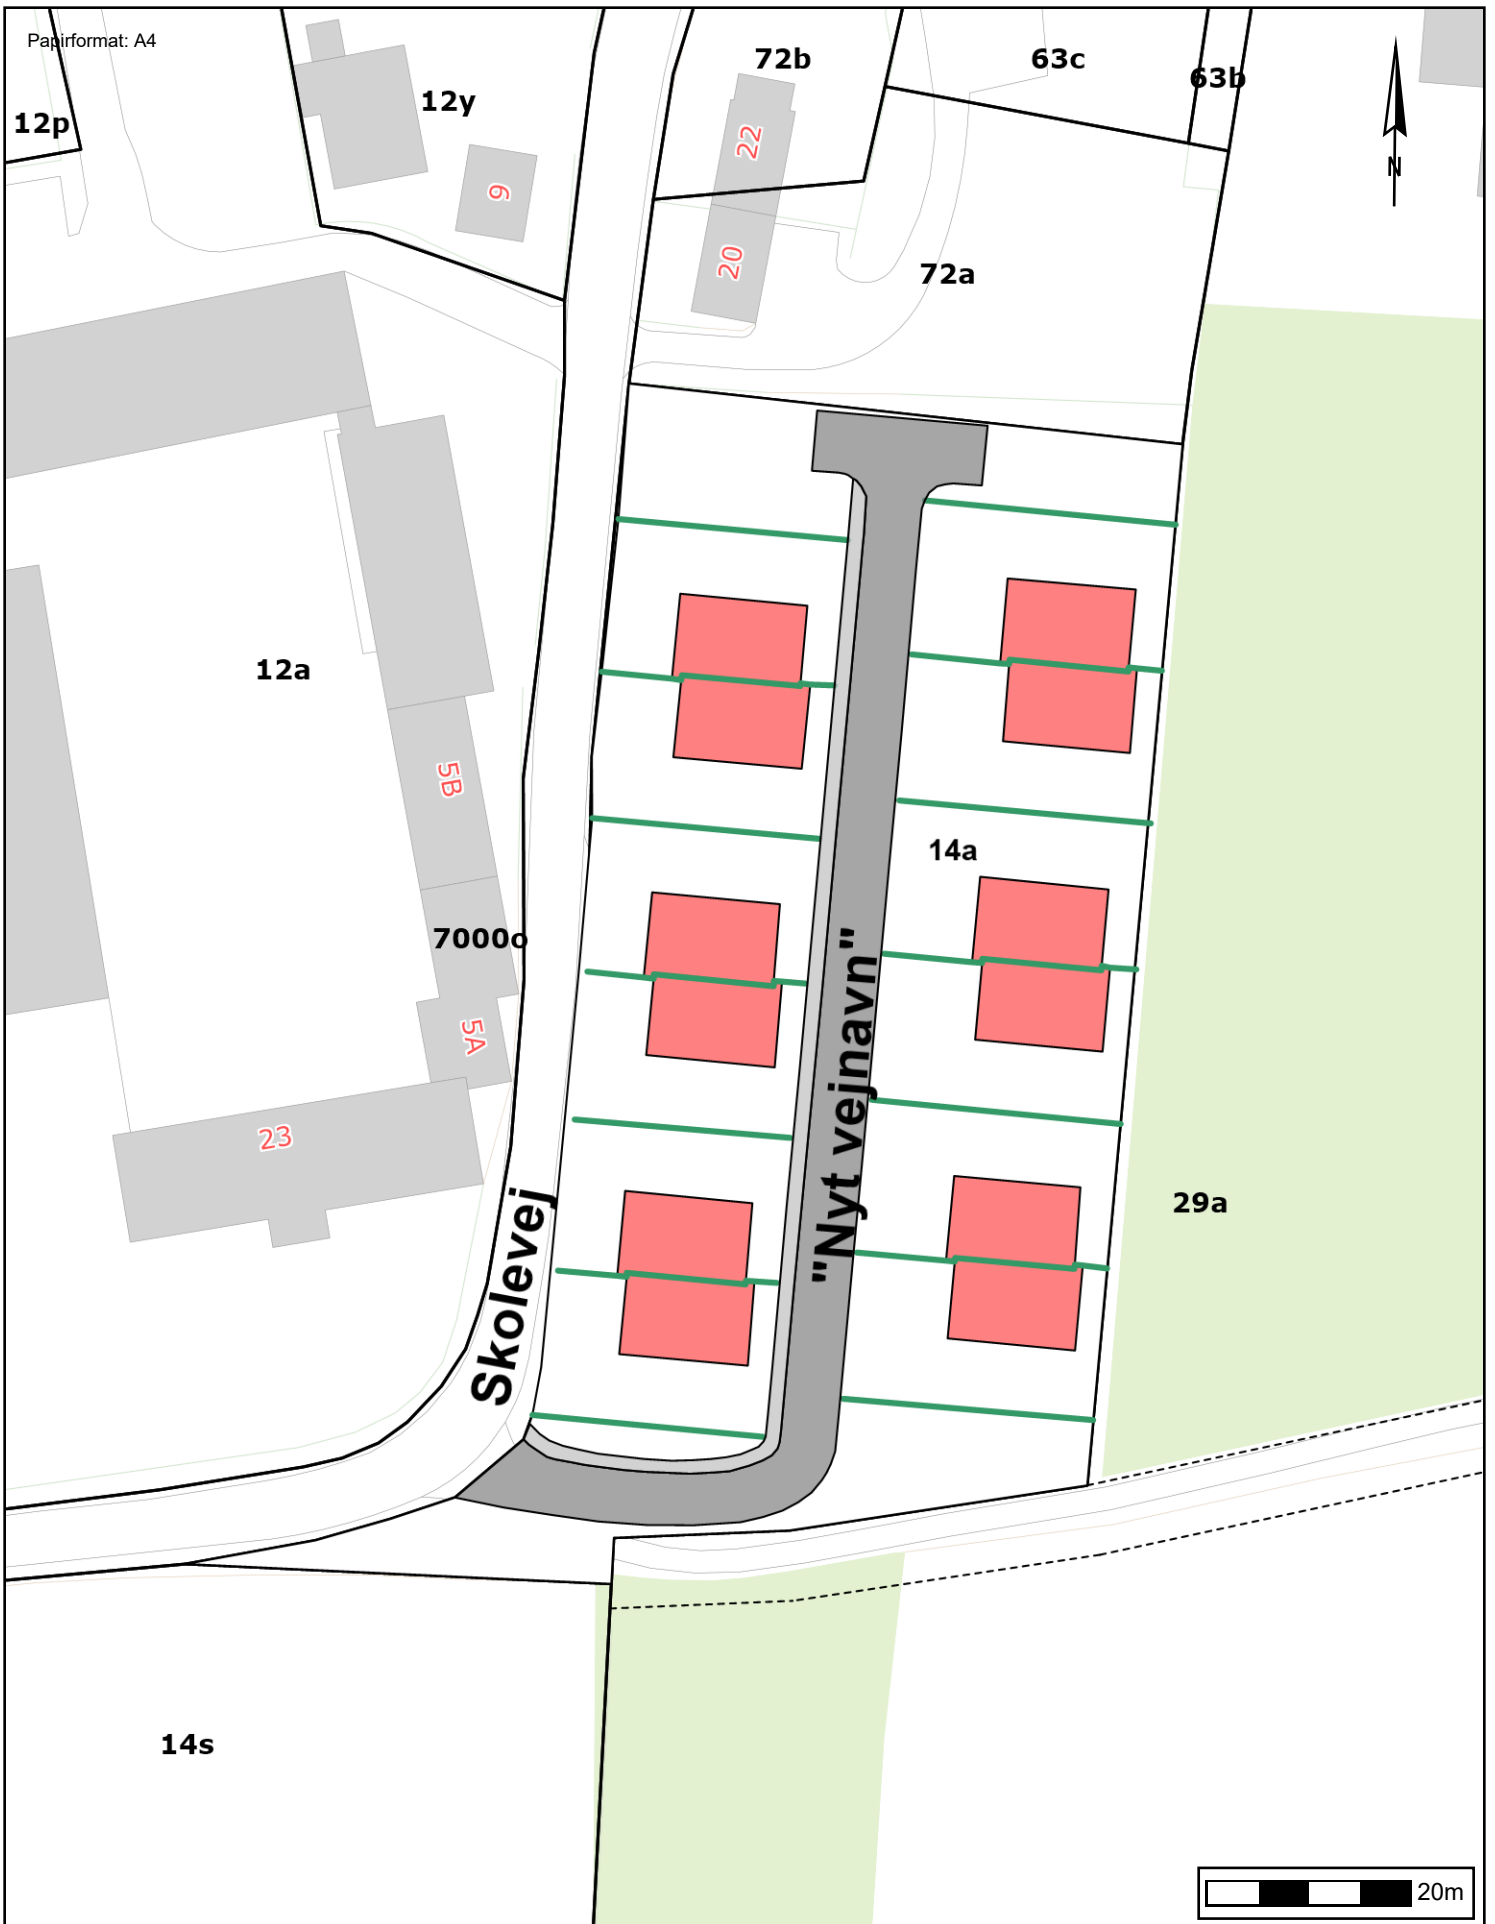 Papirformat: A4
72b
63c
63b
12y
12p
22
9
N
20
72a
12a
5B
14a
7000o
5A
23
"Nyt vejnavn"
29a
Skolevej
14s
20m